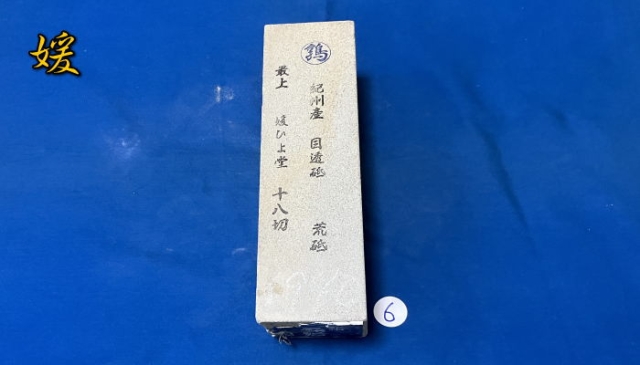 媛
鶉
紀州産 目透砥 荒砥
最上 媛ひよ堂 十八切
6